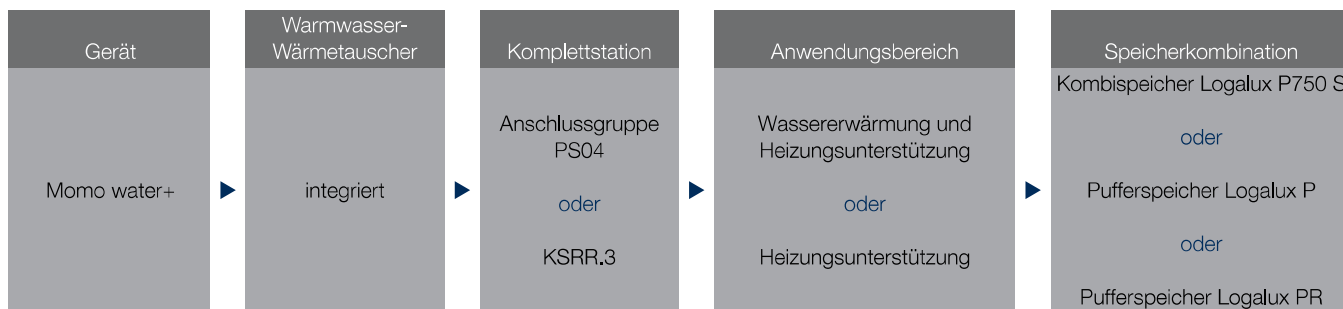 Gerät
Momo water+
Warmwasser-
Wärmetauscher
integriert
Komplettstation
Anschlussgruppe
PS04
oder
KSRR.3
Anwendungsbereich
Wassererwärmung und
Heizungsunterstützung
oder
Heizungsunterstützung
Speicherkombination
Kombispeicher Logalux P750 S
oder
Pufferspeicher Logalux P
oder
Pufferspeicher Logalux PR